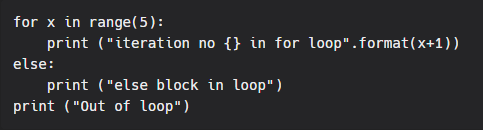 for x in range(5):
    print ("iteration no {} in for loop".format(x+1))
else:
    print ("else block in loop")
print ("Out of loop")